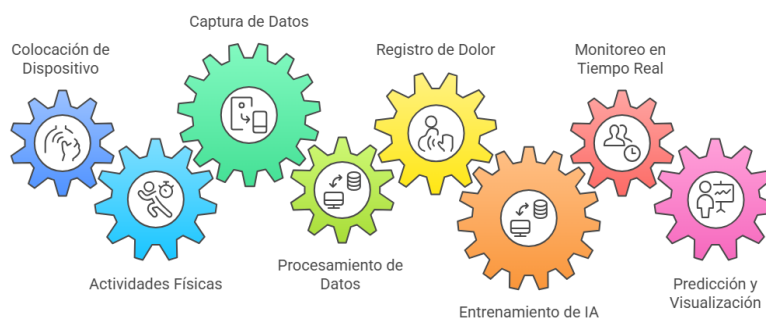 Colocación de
Dispositivo
Actividades Físicas
Captura de Datos
Procesamiento de
Datos
Registro de Dolor
Entrenamiento de IA
Monitoreo en
Tiempo Real
Predicción y
Visualización